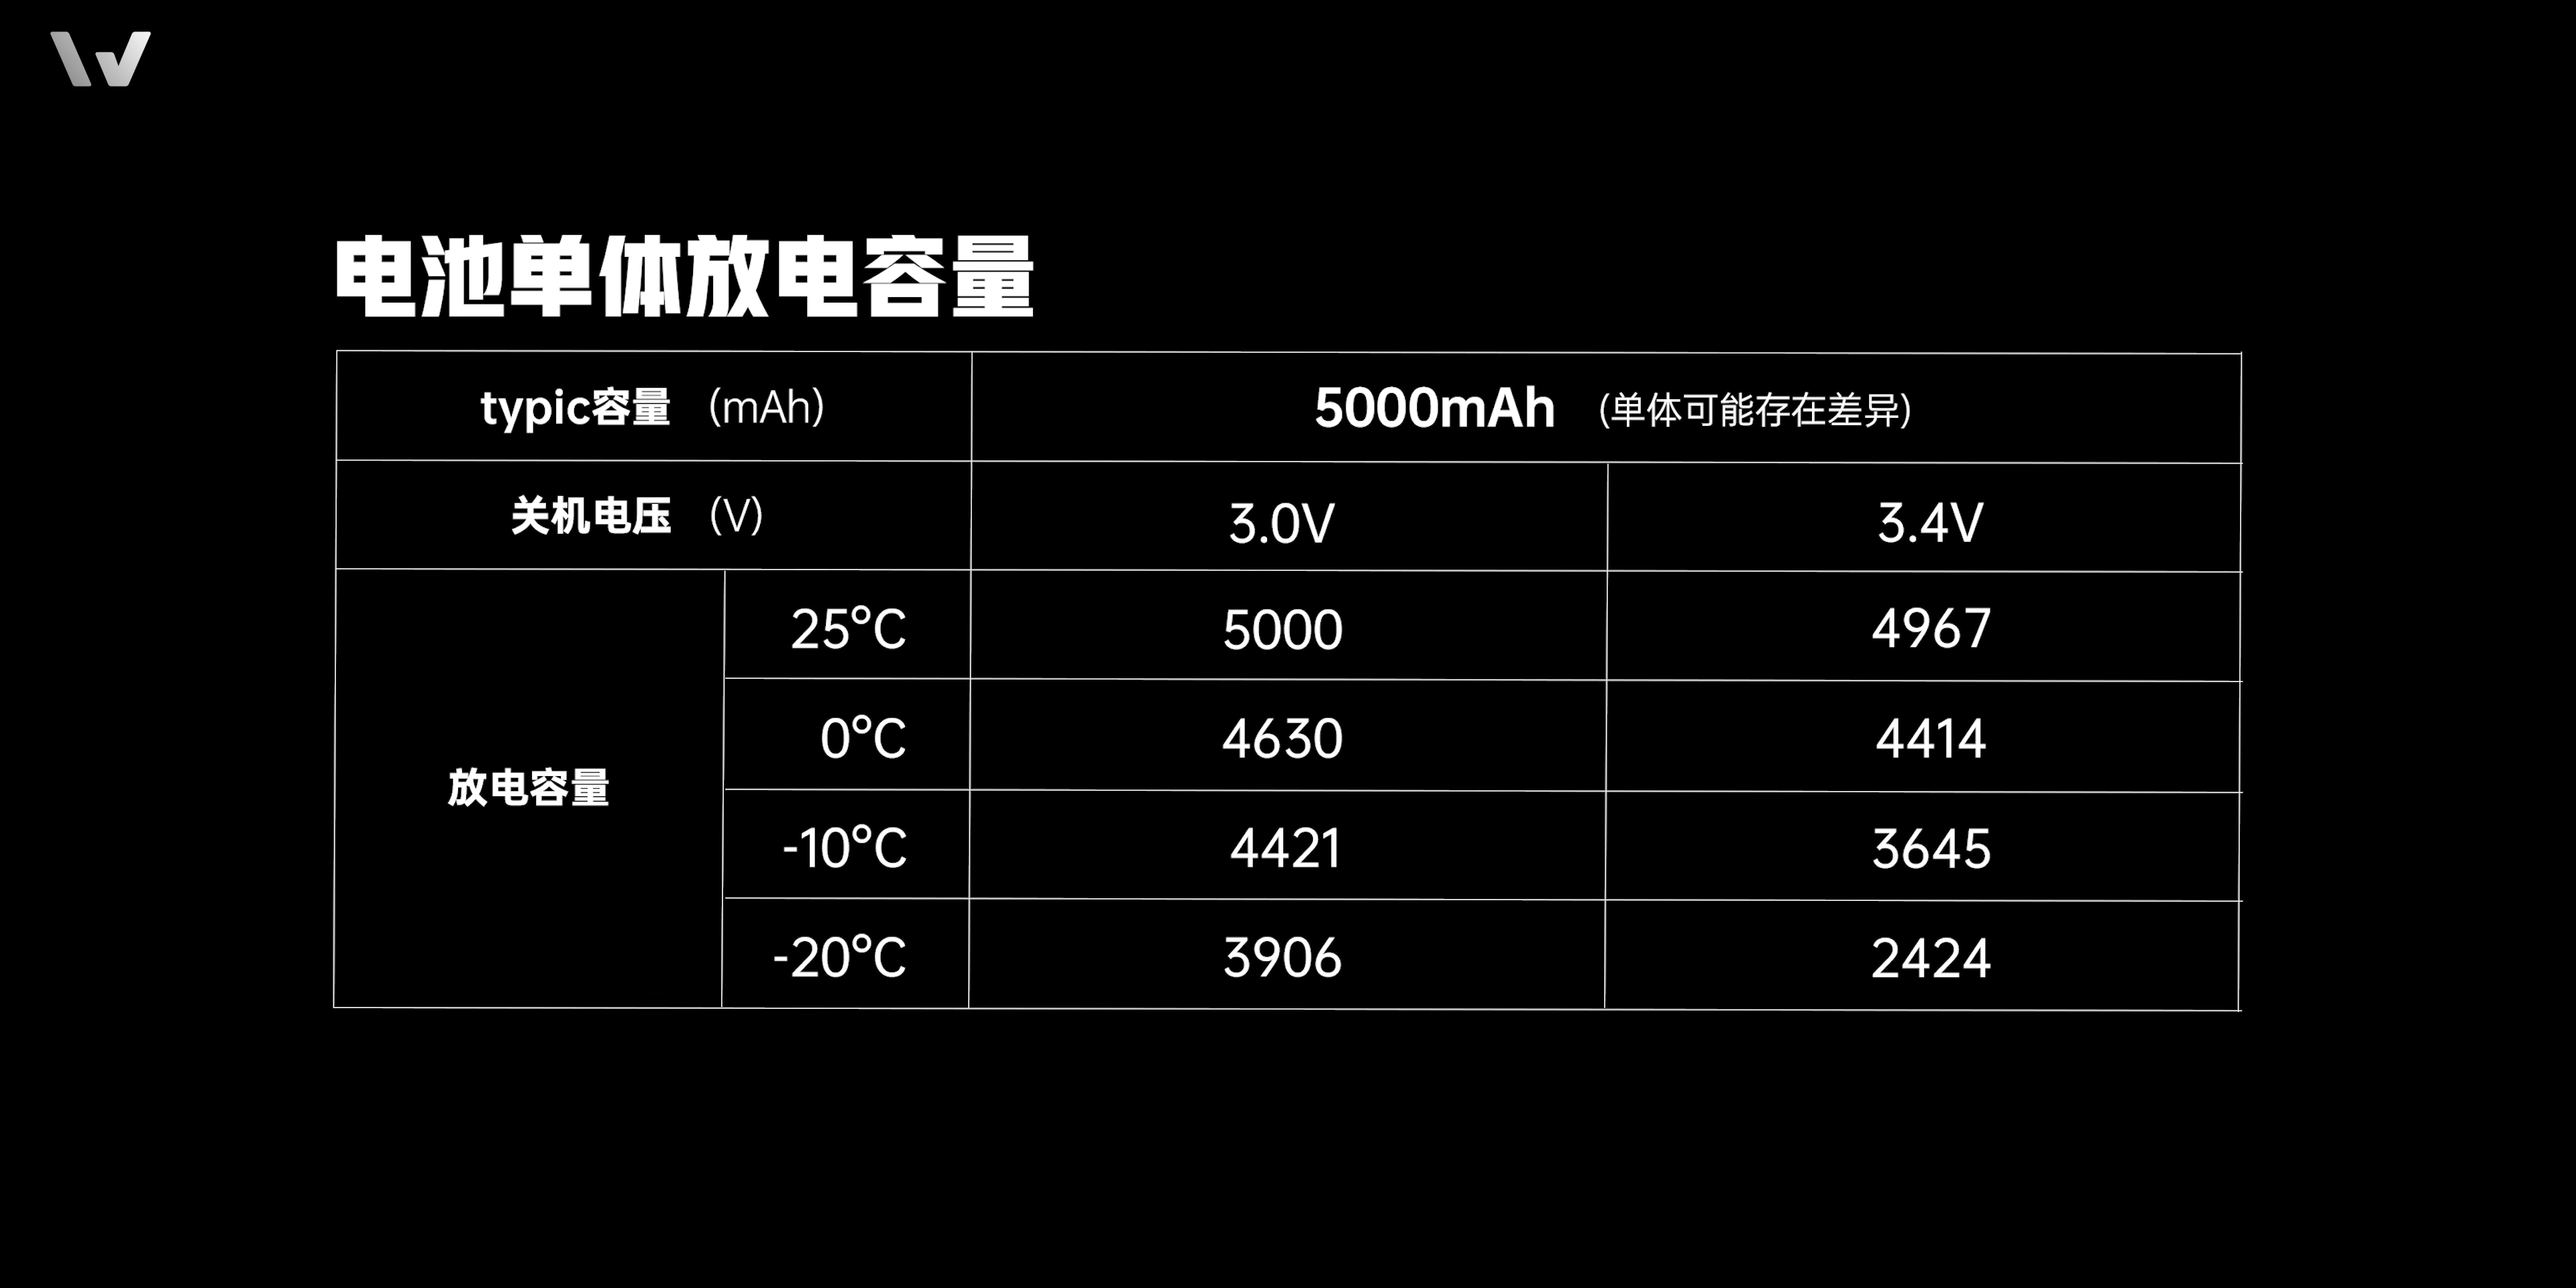 电池单体放电容量
typic容量 (mAh) 5000mAh (单体可能存在差异)
关机电压 (V) 3.0V 3.4V
放电容量
25°C 5000 4967
0°C 4630 4414
-10°C 4421 3645
-20°C 3906 2424